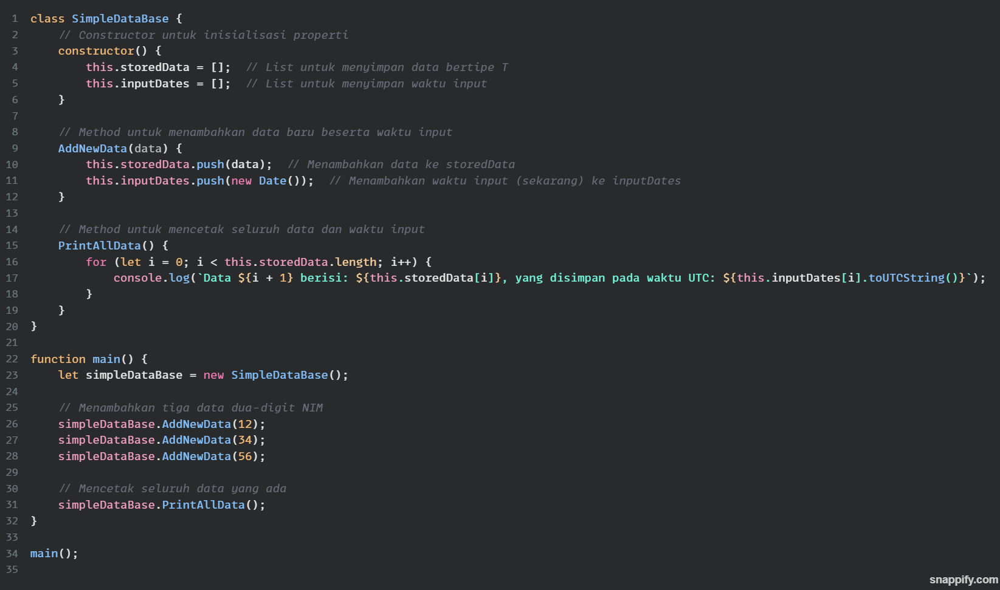 1 class SimpleDataBase {
2     // Constructor untuk inisialisasi properti
3     constructor() {
4         this.storedData = [];  // List untuk menyimpan data bertipe T
5         this.inputDates = [];  // List untuk menyimpan waktu input
6     }
7
8     // Method untuk menambahkan data baru beserta waktu input
9     AddNewData(data) {
10         this.storedData.push(data);  // Menambahkan data ke storedData
11         this.inputDates.push(new Date());  // Menambahkan waktu input (sekarang) ke inputDates
12     }
13
14     // Method untuk mencetak seluruh data dan waktu input
15     PrintAllData() {
16         for (let i = 0; i < this.storedData.length; i++) {
17             console.log(`Data ${i + 1} berisi: ${this.storedData[i]}, yang disimpan pada waktu UTC: ${this.inputDates[i].toUTCString()}`);
18         }
19     }
20 }
21
22 function main() {
23     let simpleDataBase = new SimpleDataBase();
24
25     // Menambahkan tiga data dua-digit NIM
26     simpleDataBase.AddNewData(12);
27     simpleDataBase.AddNewData(34);
28     simpleDataBase.AddNewData(56);
29
30     // Mencetak seluruh data yang ada
31     simpleDataBase.PrintAllData();
32 }
33
34 main();
35
snappify.com